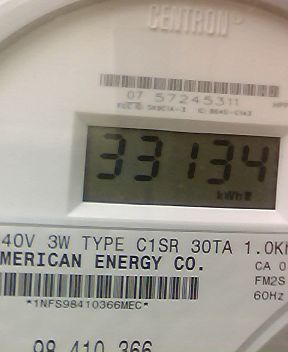 CENTRON
07 57245311
33134
kWh
40V 3W TYPE C1SR 30TA 1.0K
MERICAN ENERGY CO.
CA 0
FM2S
60Hz
*1NFS98410366MEC*
98 410 366